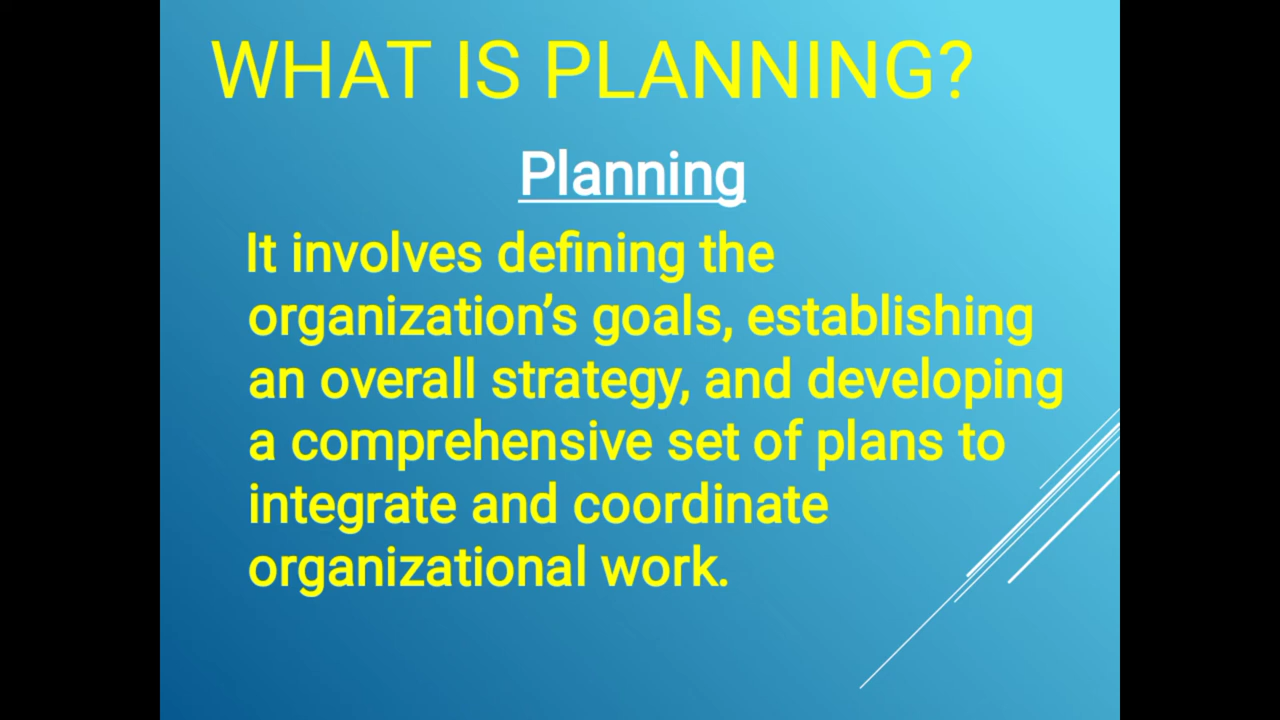 WHAT IS PLANNING?
Planning
It involves defining the
organization’s goals, establishing
an overall strategy, and developing
a comprehensive set of plans to
integrate and coordinate
organizational work.